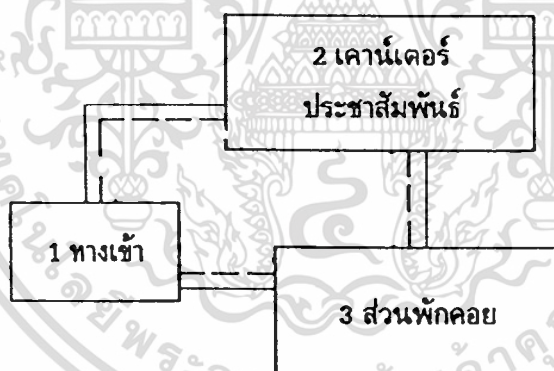 2 เคาน์เตอร์
ประชาสัมพันธ์
1 ทางเข้า
3 ส่วนพักคอย